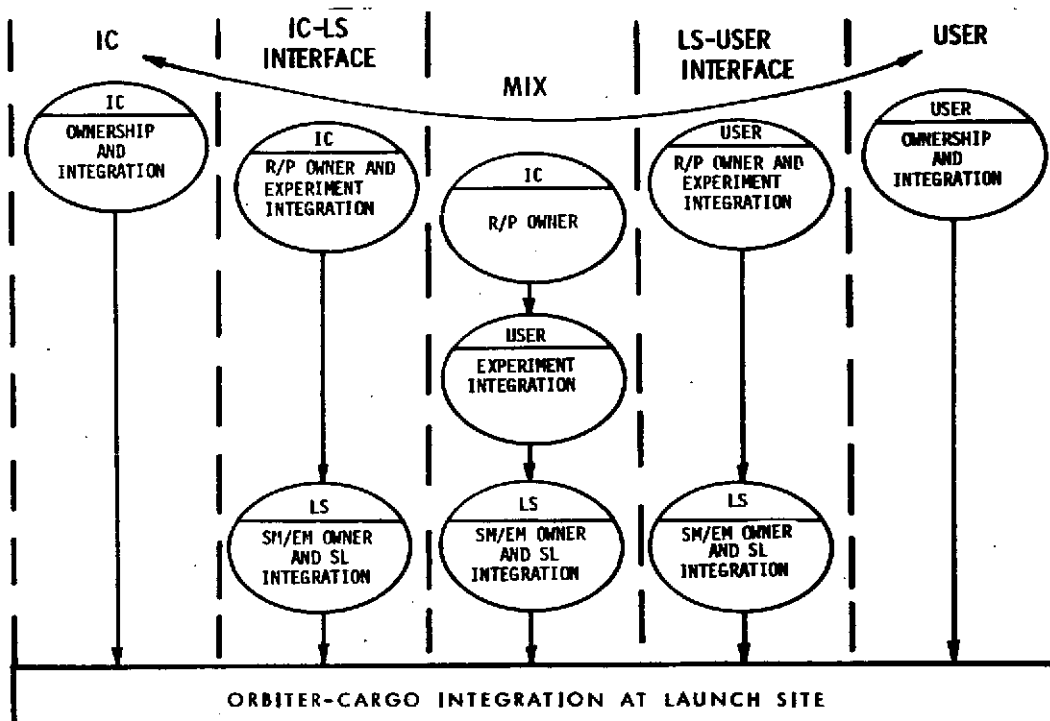 IC
IC-LS
INTERFACE
MIX
LS-USER
INTERFACE
USER
IC
OWNERSHIP
AND
INTEGRATION
IC
R/P OWNER AND
EXPERIMENT
INTEGRATION
IC
R/P OWNER
USER
EXPERIMENT
INTEGRATION
USER
R/P OWNER AND
EXPERIMENT
INTEGRATION
USER
OWNERSHIP
AND
INTEGRATION
LS
SM/EM OWNER
AND SL
INTEGRATION
LS
SM/EM OWNER
AND SL
INTEGRATION
LS
SM/EM OWNER
AND SL
INTEGRATION
ORBITER-CARGO INTEGRATION AT LAUNCH SITE